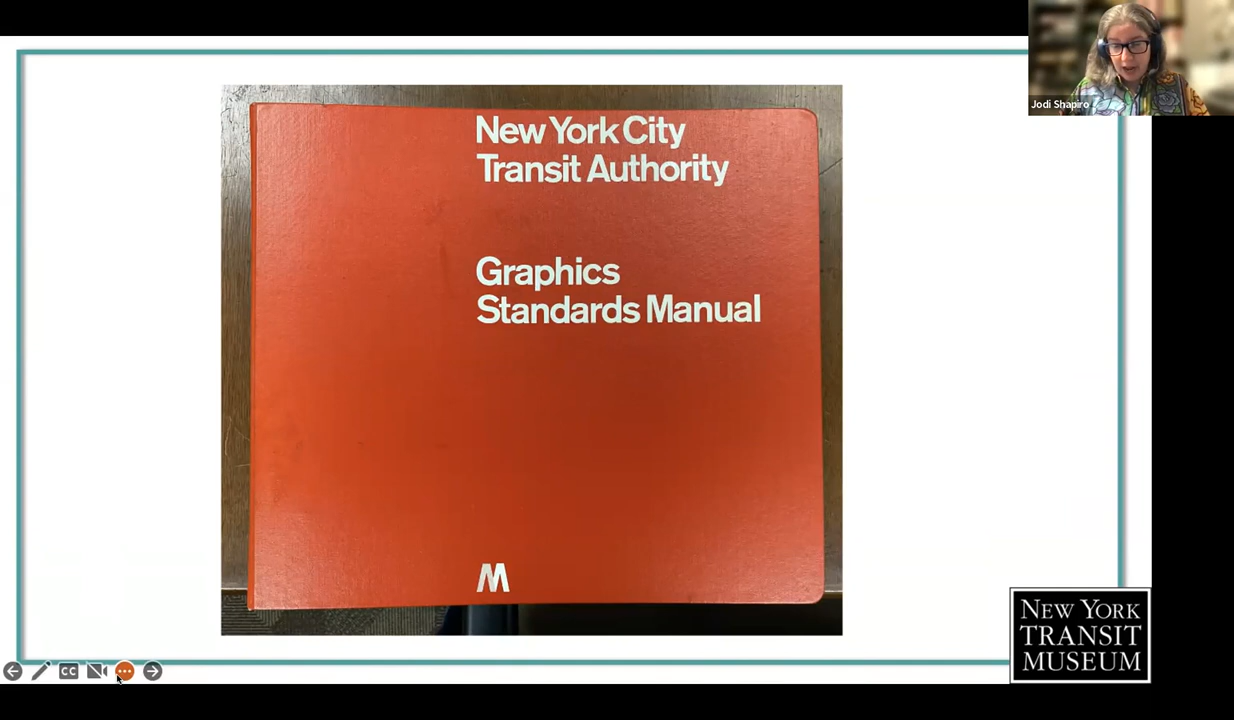 Jodi Shapiro
New York City
Transit Authority
Graphics
Standards Manual
M
NEW YORK
TRANSIT
MUSEUM
CC